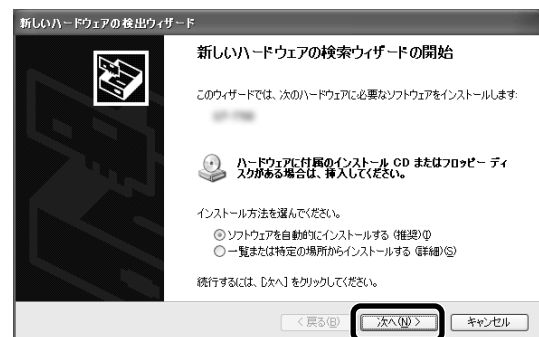 新しいハードウェアの検出ウィザード
新しいハードウェアの検索ウィザードの開始
このウィザードでは、次のハードウェアに必要なソフトウェアをインストールします:
ハードウェアに付属のインストール CD またはフロッピー ディ
スクがある場合は、挿入してください。
インストール方法を選んでください。
ソフトウェアを自動的にインストールする (推奨)(I)
一覧または特定の場所からインストールする (詳細)(S)
続行するには、[次へ] をクリックしてください。
< 戻る(B) 次へ(N) > キャンセル